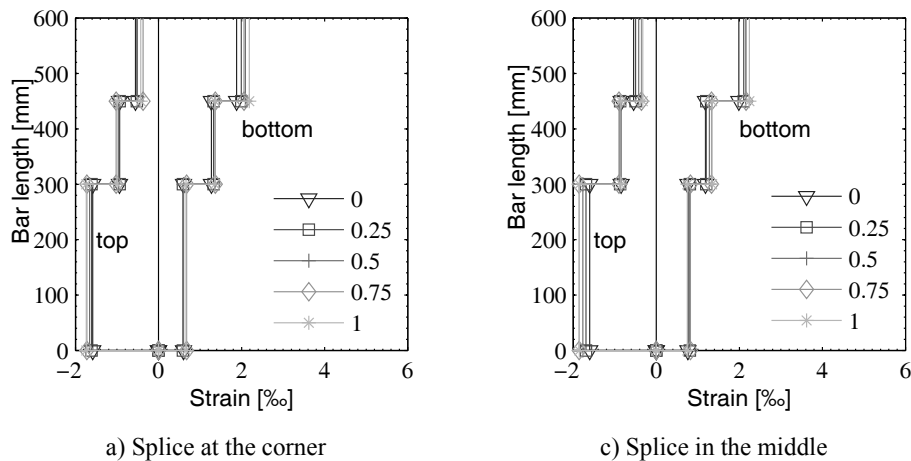 600
500
400
300
200
100
0
Bar length [mm]
bottom
top
0
0.25
0.5
0.75
1
−2 0 2 4 6
Strain [‰]
a) Splice at the corner
600
500
400
300
200
100
0
Bar length [mm]
bottom
top
0
0.25
0.5
0.75
1
−2 0 2 4 6
Strain [‰]
c) Splice in the middle